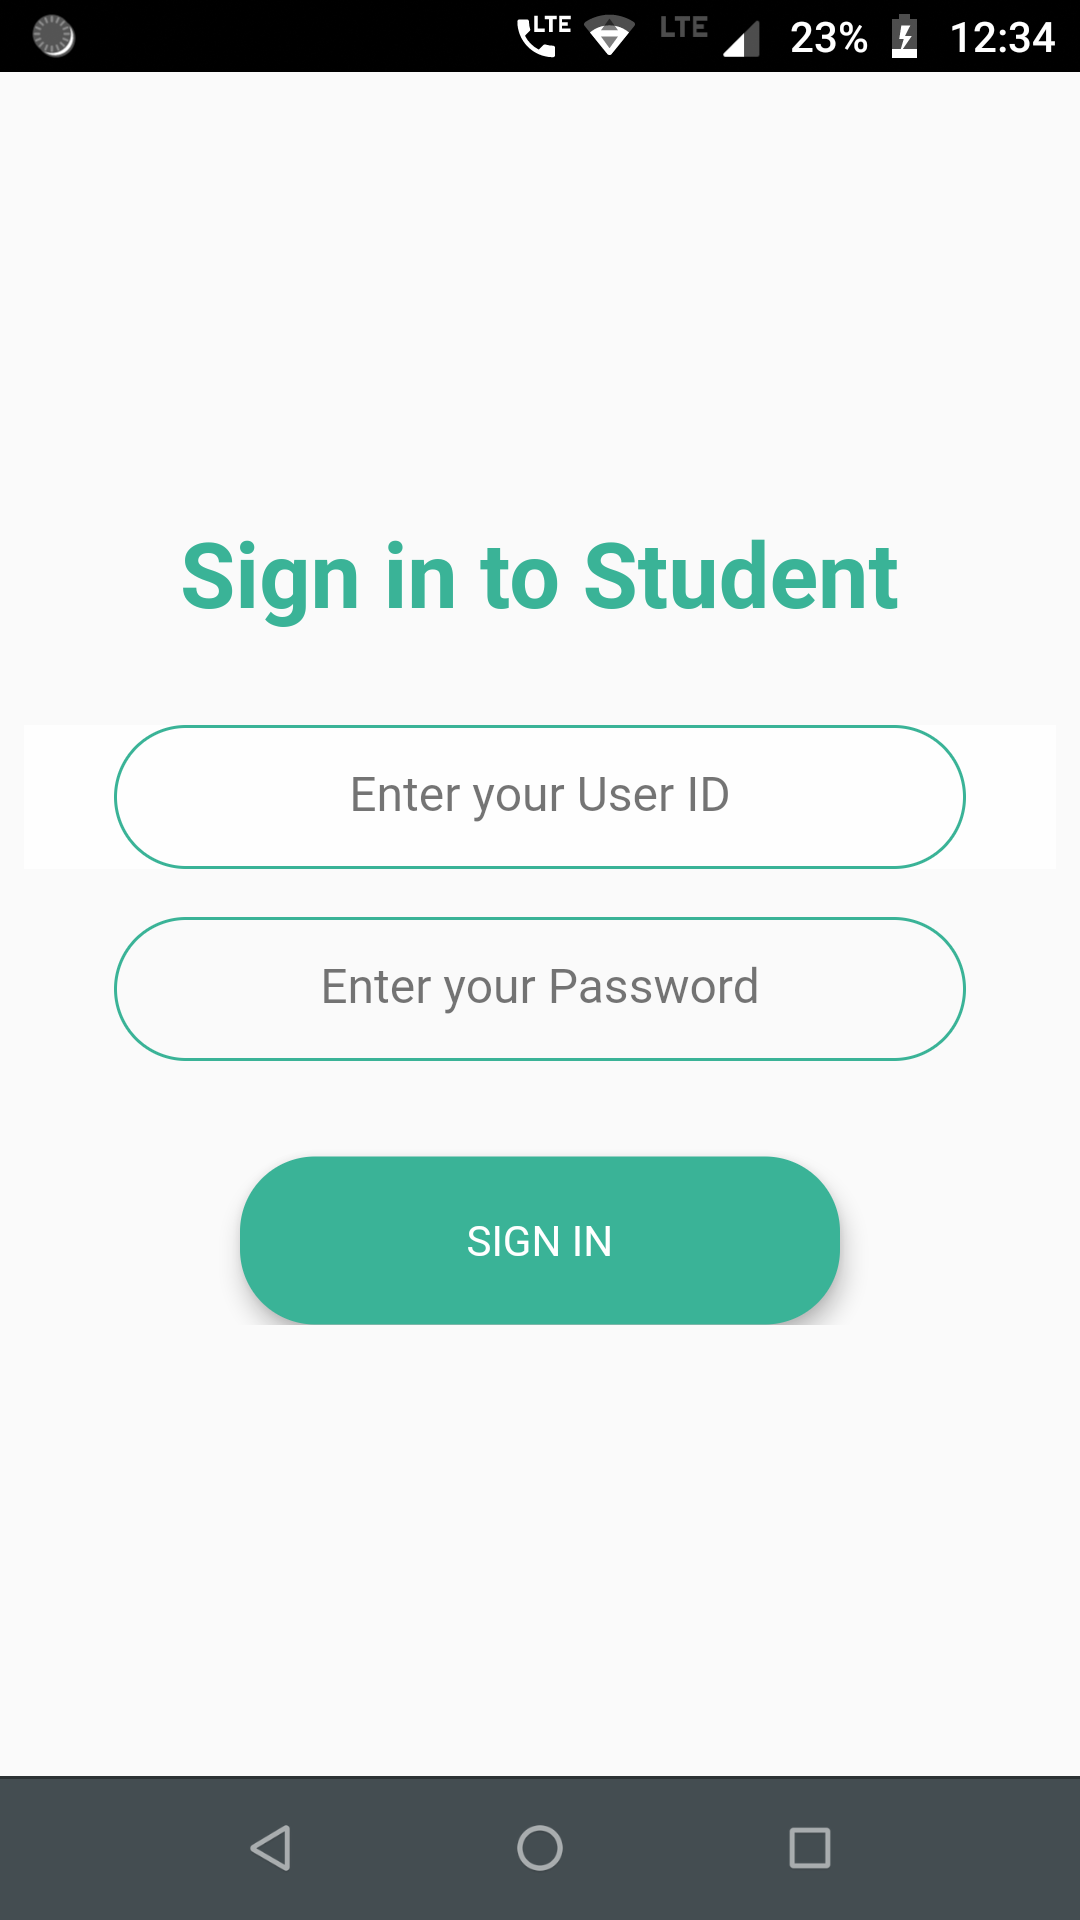 LTE LTE 23% 12:34
Sign in to Student
Enter your User ID
Enter your Password
SIGN IN